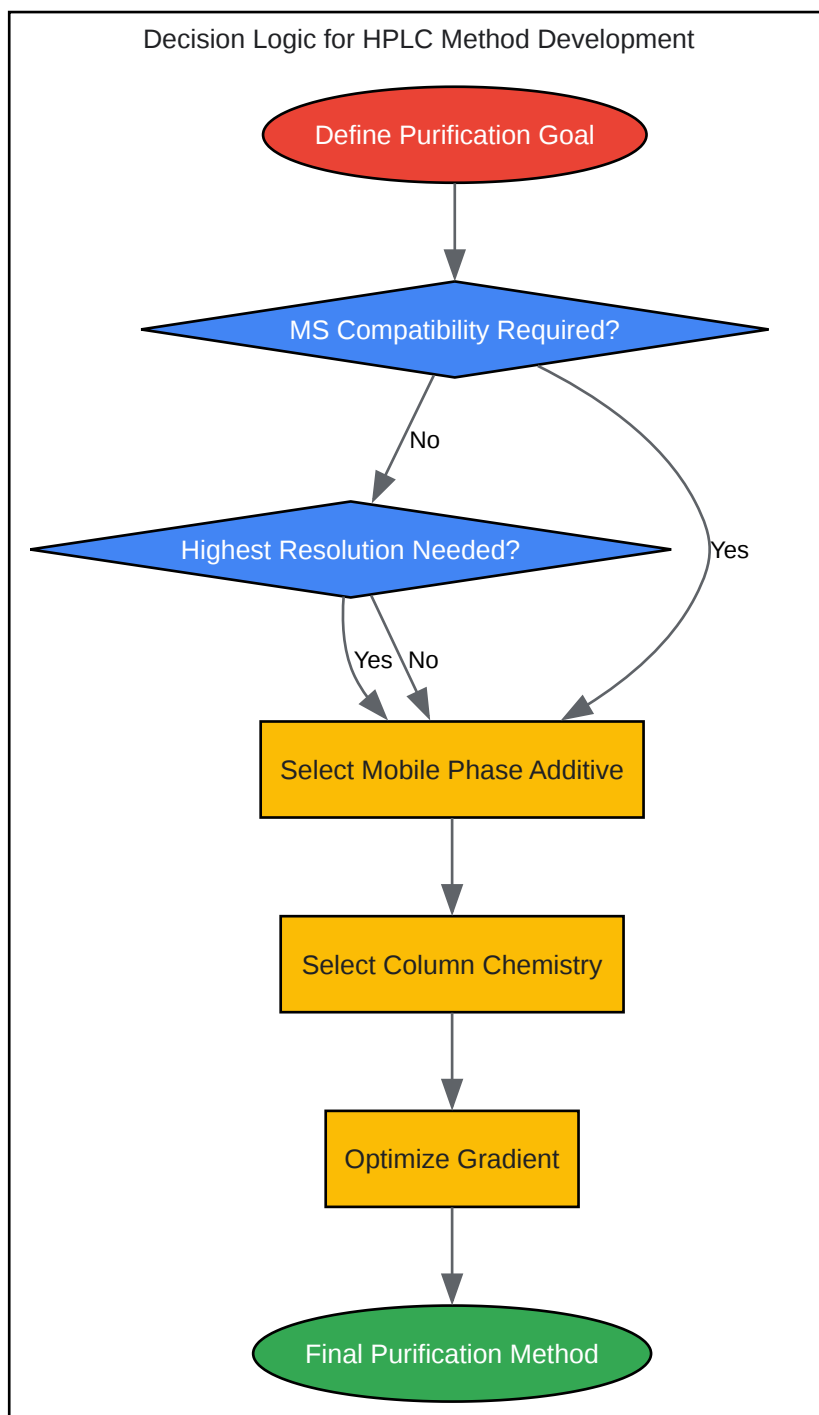 Decision Logic for HPLC Method Development
Define Purification Goal
MS Compatibility Required?
No
Highest Resolution Needed?
Yes
Yes
No
Select Mobile Phase Additive
Select Column Chemistry
Optimize Gradient
Final Purification Method